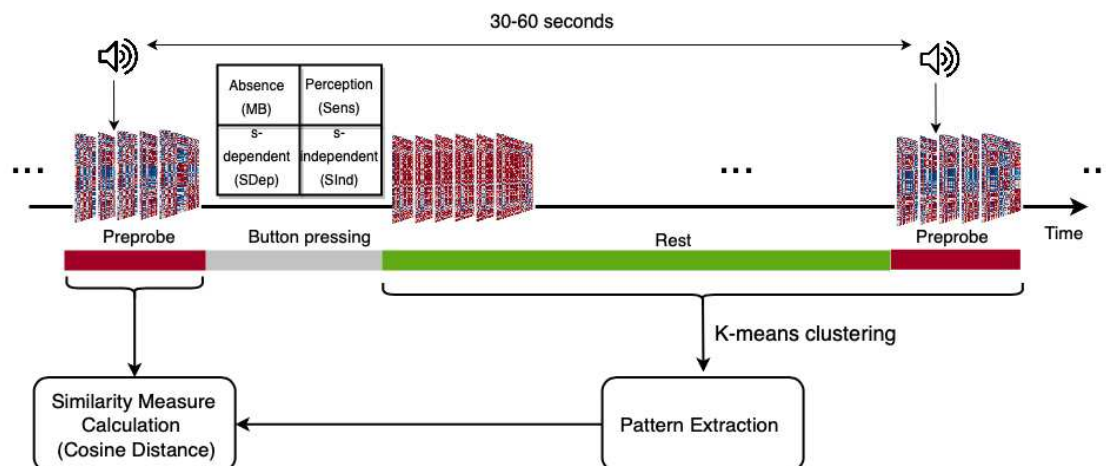 30-60 seconds
Absence
(MB)
Perception
(Sens)
s-
dependent
(SDep)
s-
independent
(SInd)
...
...
..
Preprobe
Button pressing
Rest
Preprobe
Time
K-means clustering
Similarity Measure
Calculation
(Cosine Distance)
Pattern Extraction